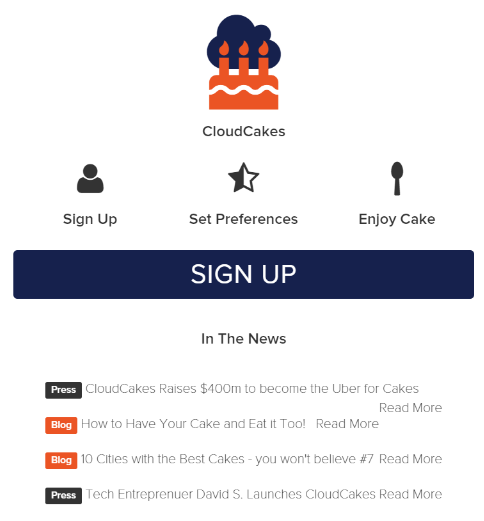 CloudCakes
Sign Up Set Preferences Enjoy Cake
SIGN UP
In The News
Press CloudCakes Raises $400m to become the Uber for Cakes
Read More
Blog How to Have Your Cake and Eat it Too! Read More
Blog 10 Cities with the Best Cakes - you won't believe #7 Read More
Press Tech Entreprenuer David S. Launches CloudCakes Read More